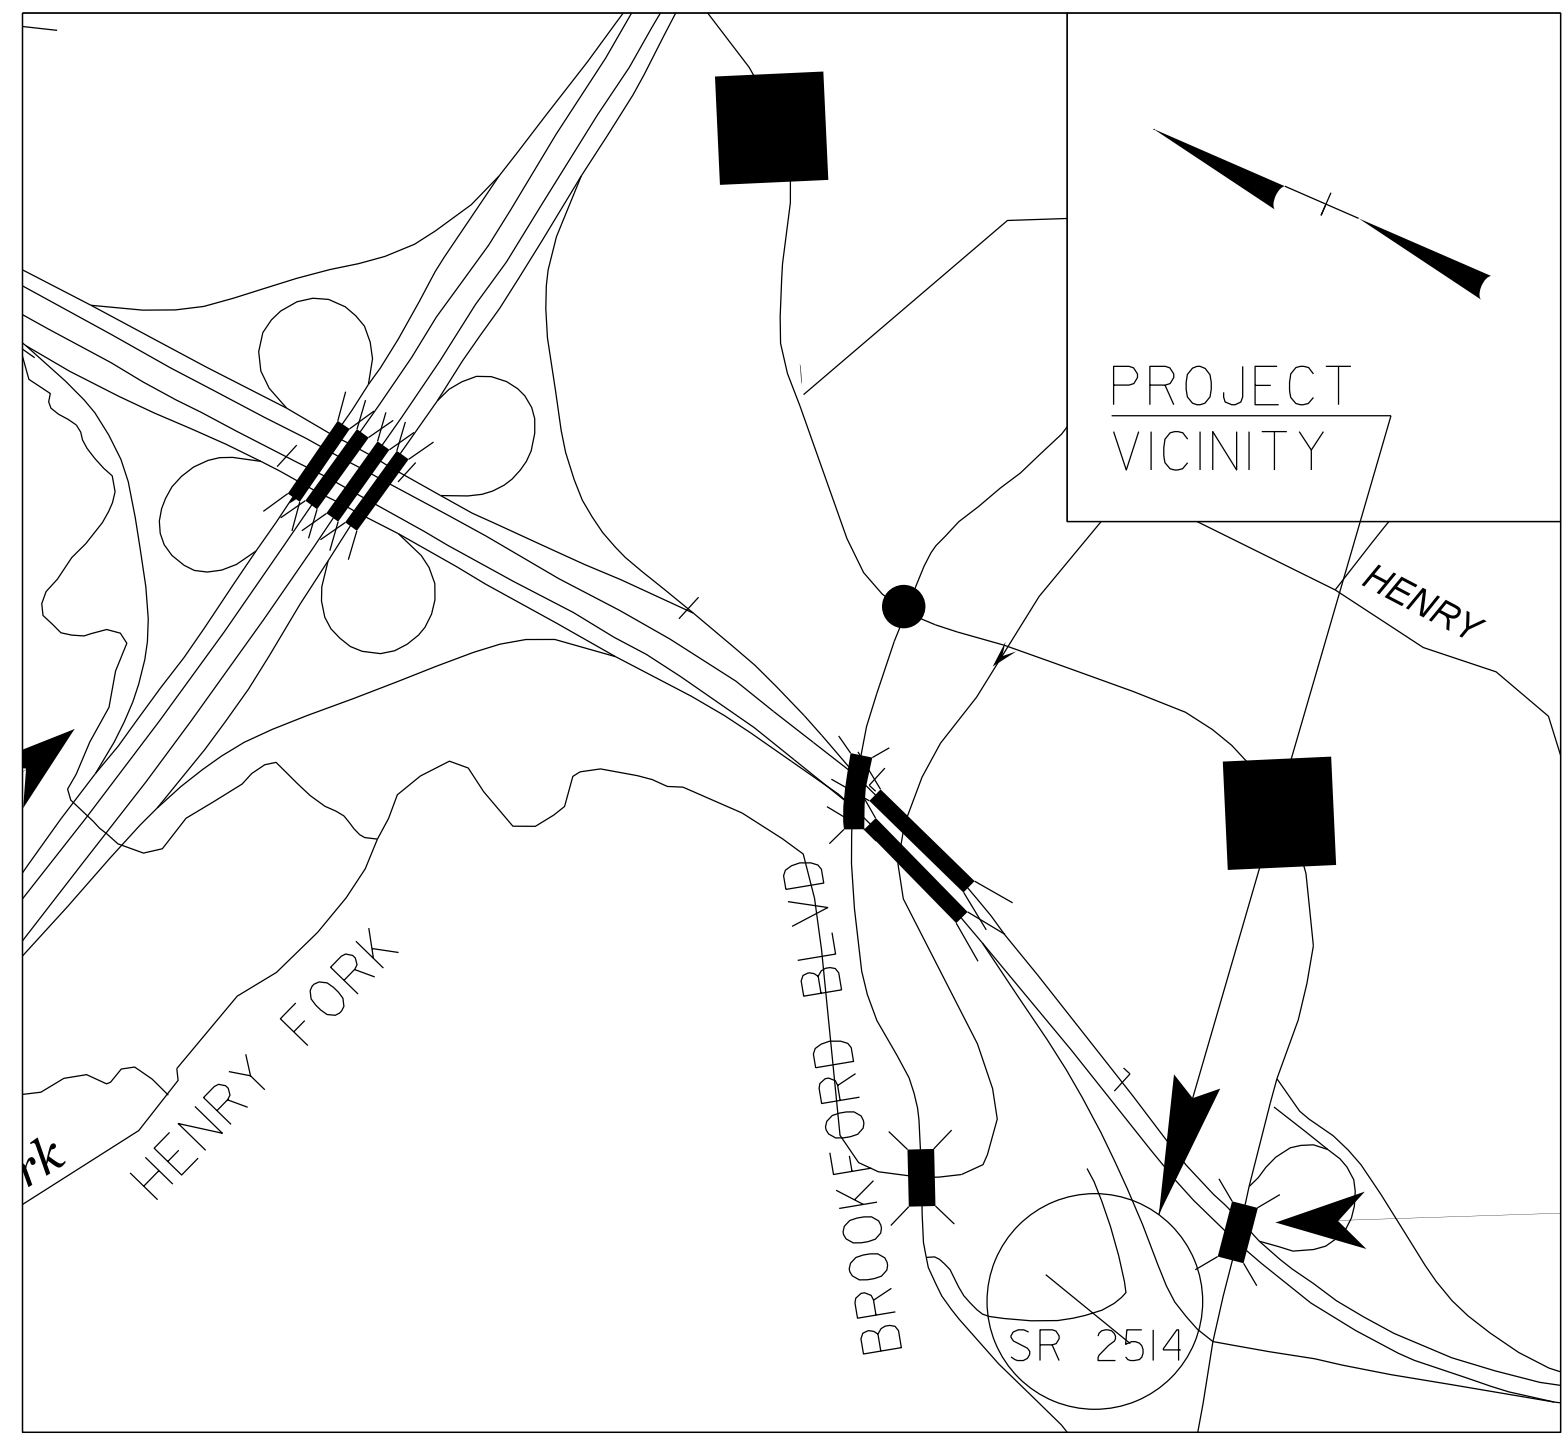 PROJECT
VICINITY
HENRY
HENRY FORK
BROOKFORD BLVD
rk
SR 2514